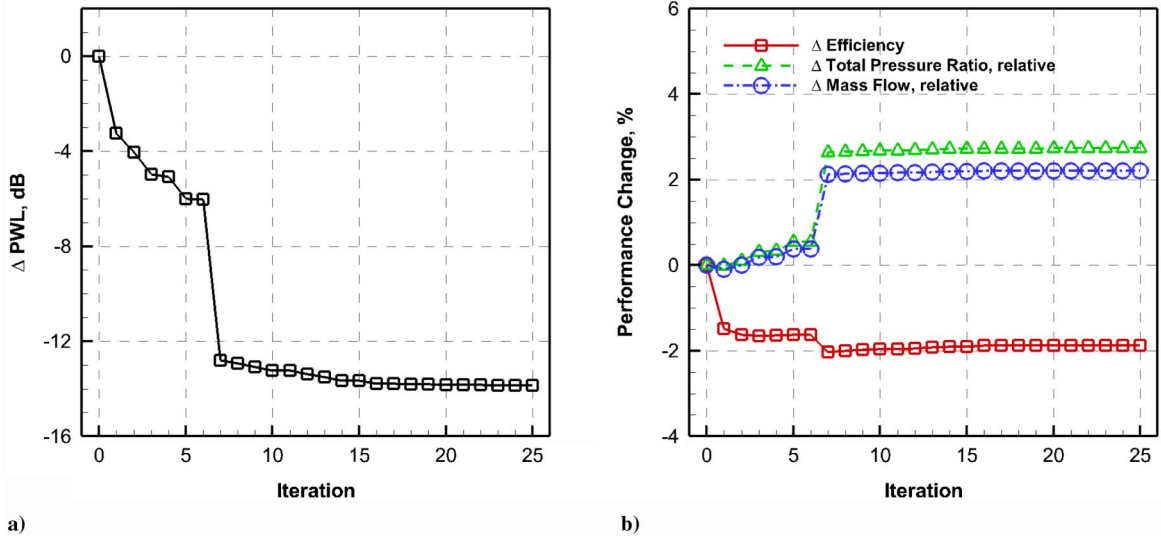 0
-4
-8
-12
-16
Δ PWL, dB
0 5 10 15 20 25
Iteration
a)
6
4
2
0
-2
-4
Performance Change, %
Δ Efficiency
Δ Total Pressure Ratio, relative
Δ Mass Flow, relative
0 5 10 15 20 25
Iteration
b)